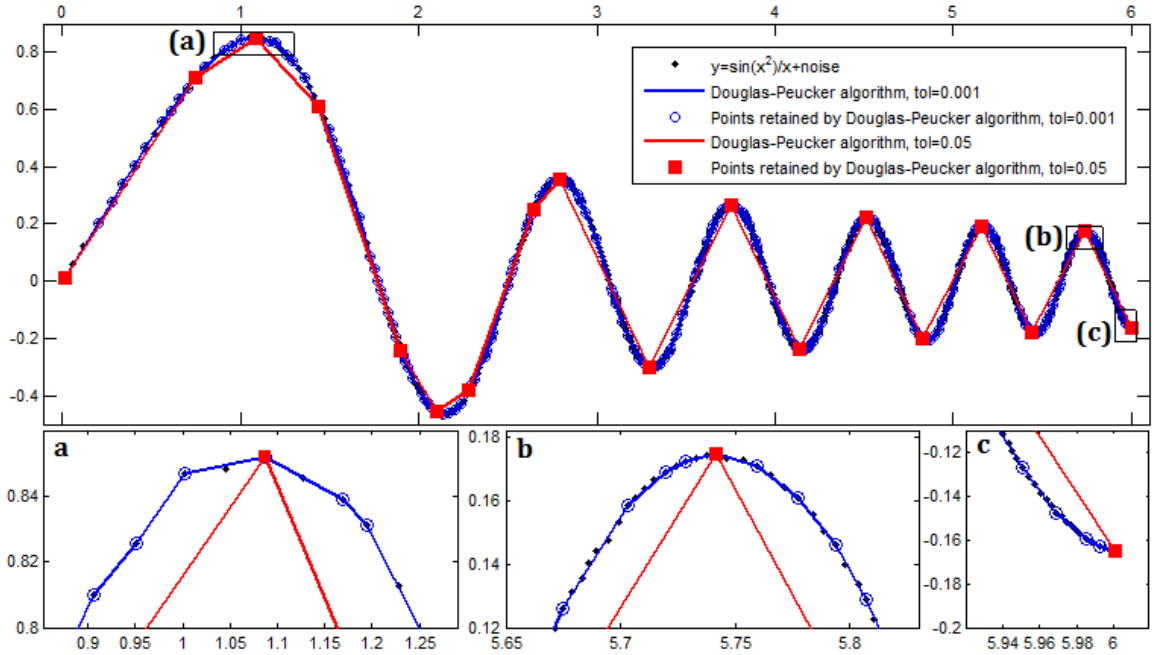 0 1 2 3 4 5 6
0.8
0.6
0.4
0.2
0
-0.2
-0.4
(a)
y=sin(x²)/x+noise
Douglas-Peucker algorithm, tol=0.001
Points retained by Douglas-Peucker algorithm, tol=0.001
Douglas-Peucker algorithm, tol=0.05
Points retained by Douglas-Peucker algorithm, tol=0.05
(b)
(c)
a
0.84
0.82
0.8
0.9 0.95 1 1.05 1.1 1.15 1.2 1.25
b
0.18
0.16
0.14
0.12
5.65 5.7 5.75 5.8
c
-0.12
-0.14
-0.16
-0.18
-0.2
5.94 5.96 5.98 6